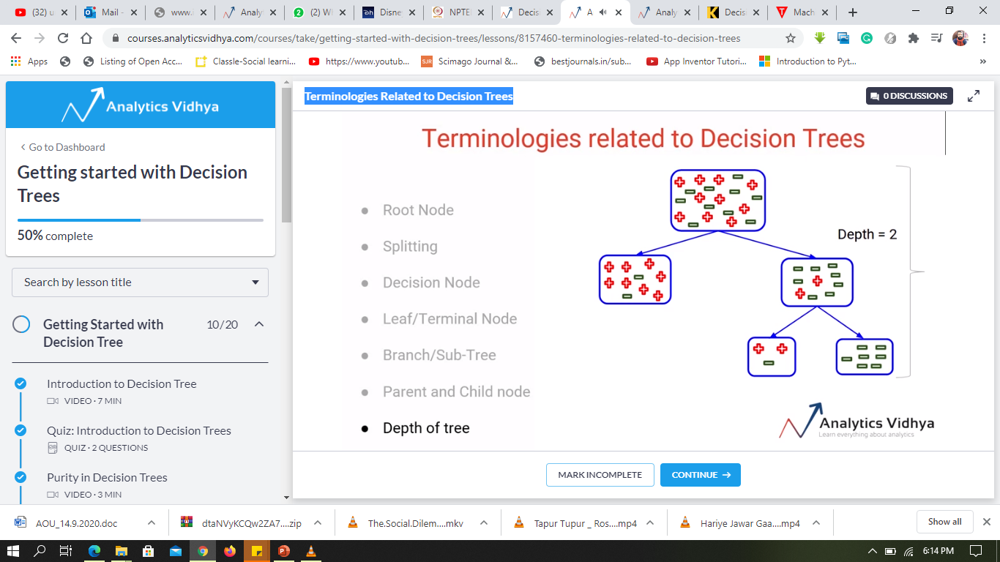 (32) u
Mail -
www.
Analy
(2) W
Disne
NPTE
Decis
A
Analy
Decis
Mach
courses.analyticsvidhya.com/courses/take/getting-started-with-decision-trees/lessons/8157460-terminologies-related-to-decision-trees
Apps
Listing of Open Acc...
Classle-Social learni...
https://www.youtub...
SJR
Scimago Journal &...
bestjournals.in/sub...
App Inventor Tutori...
Introduction to Pyt...
»
Analytics Vidhya
< Go to Dashboard
Getting started with Decision
Trees
50% complete
Search by lesson title
Getting Started with
Decision Tree
10/20
Introduction to Decision Tree
VIDEO · 7 MIN
Quiz: Introduction to Decision Trees
QUIZ · 2 QUESTIONS
Purity in Decision Trees
VIDEO · 3 MIN
Terminologies Related to Decision Trees
0 DISCUSSIONS
Terminologies related to Decision Trees
● Root Node
● Splitting
● Decision Node
● Leaf/Terminal Node
● Branch/Sub-Tree
● Parent and Child node
● Depth of tree
Depth = 2
Analytics Vidhya
Learn everything about analytics
MARK INCOMPLETE
CONTINUE →
AOU_14.9.2020.doc
dtaNVyKCQw2ZA7....zip
The.Social.Dilem....mkv
Tapur Tupur _ Ros....mp4
Hariye Jawar Gaa....mp4
Show all
6:14 PM